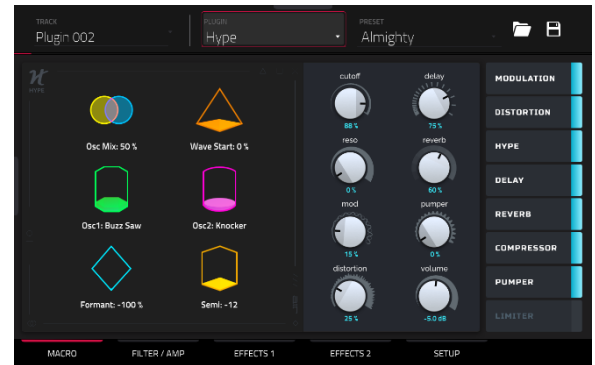 TRACK
Plugin 002
PLUGIN
Hype
PRESET
Almighty
HYPE
Osc Mix: 50 %
Wave Start: 0 %
Osc1: Buzz Saw
Osc2: Knocker
Formant: -100 %
Semi: -12
cutoff
delay
88 %
75 %
reso
reverb
0 %
60 %
mod
pumper
15 %
0 %
distortion
volume
25 %
-5.0 dB
MODULATION
DISTORTION
HYPE
DELAY
REVERB
COMPRESSOR
PUMPER
LIMITER
MACRO
FILTER / AMP
EFFECTS 1
EFFECTS 2
SETUP